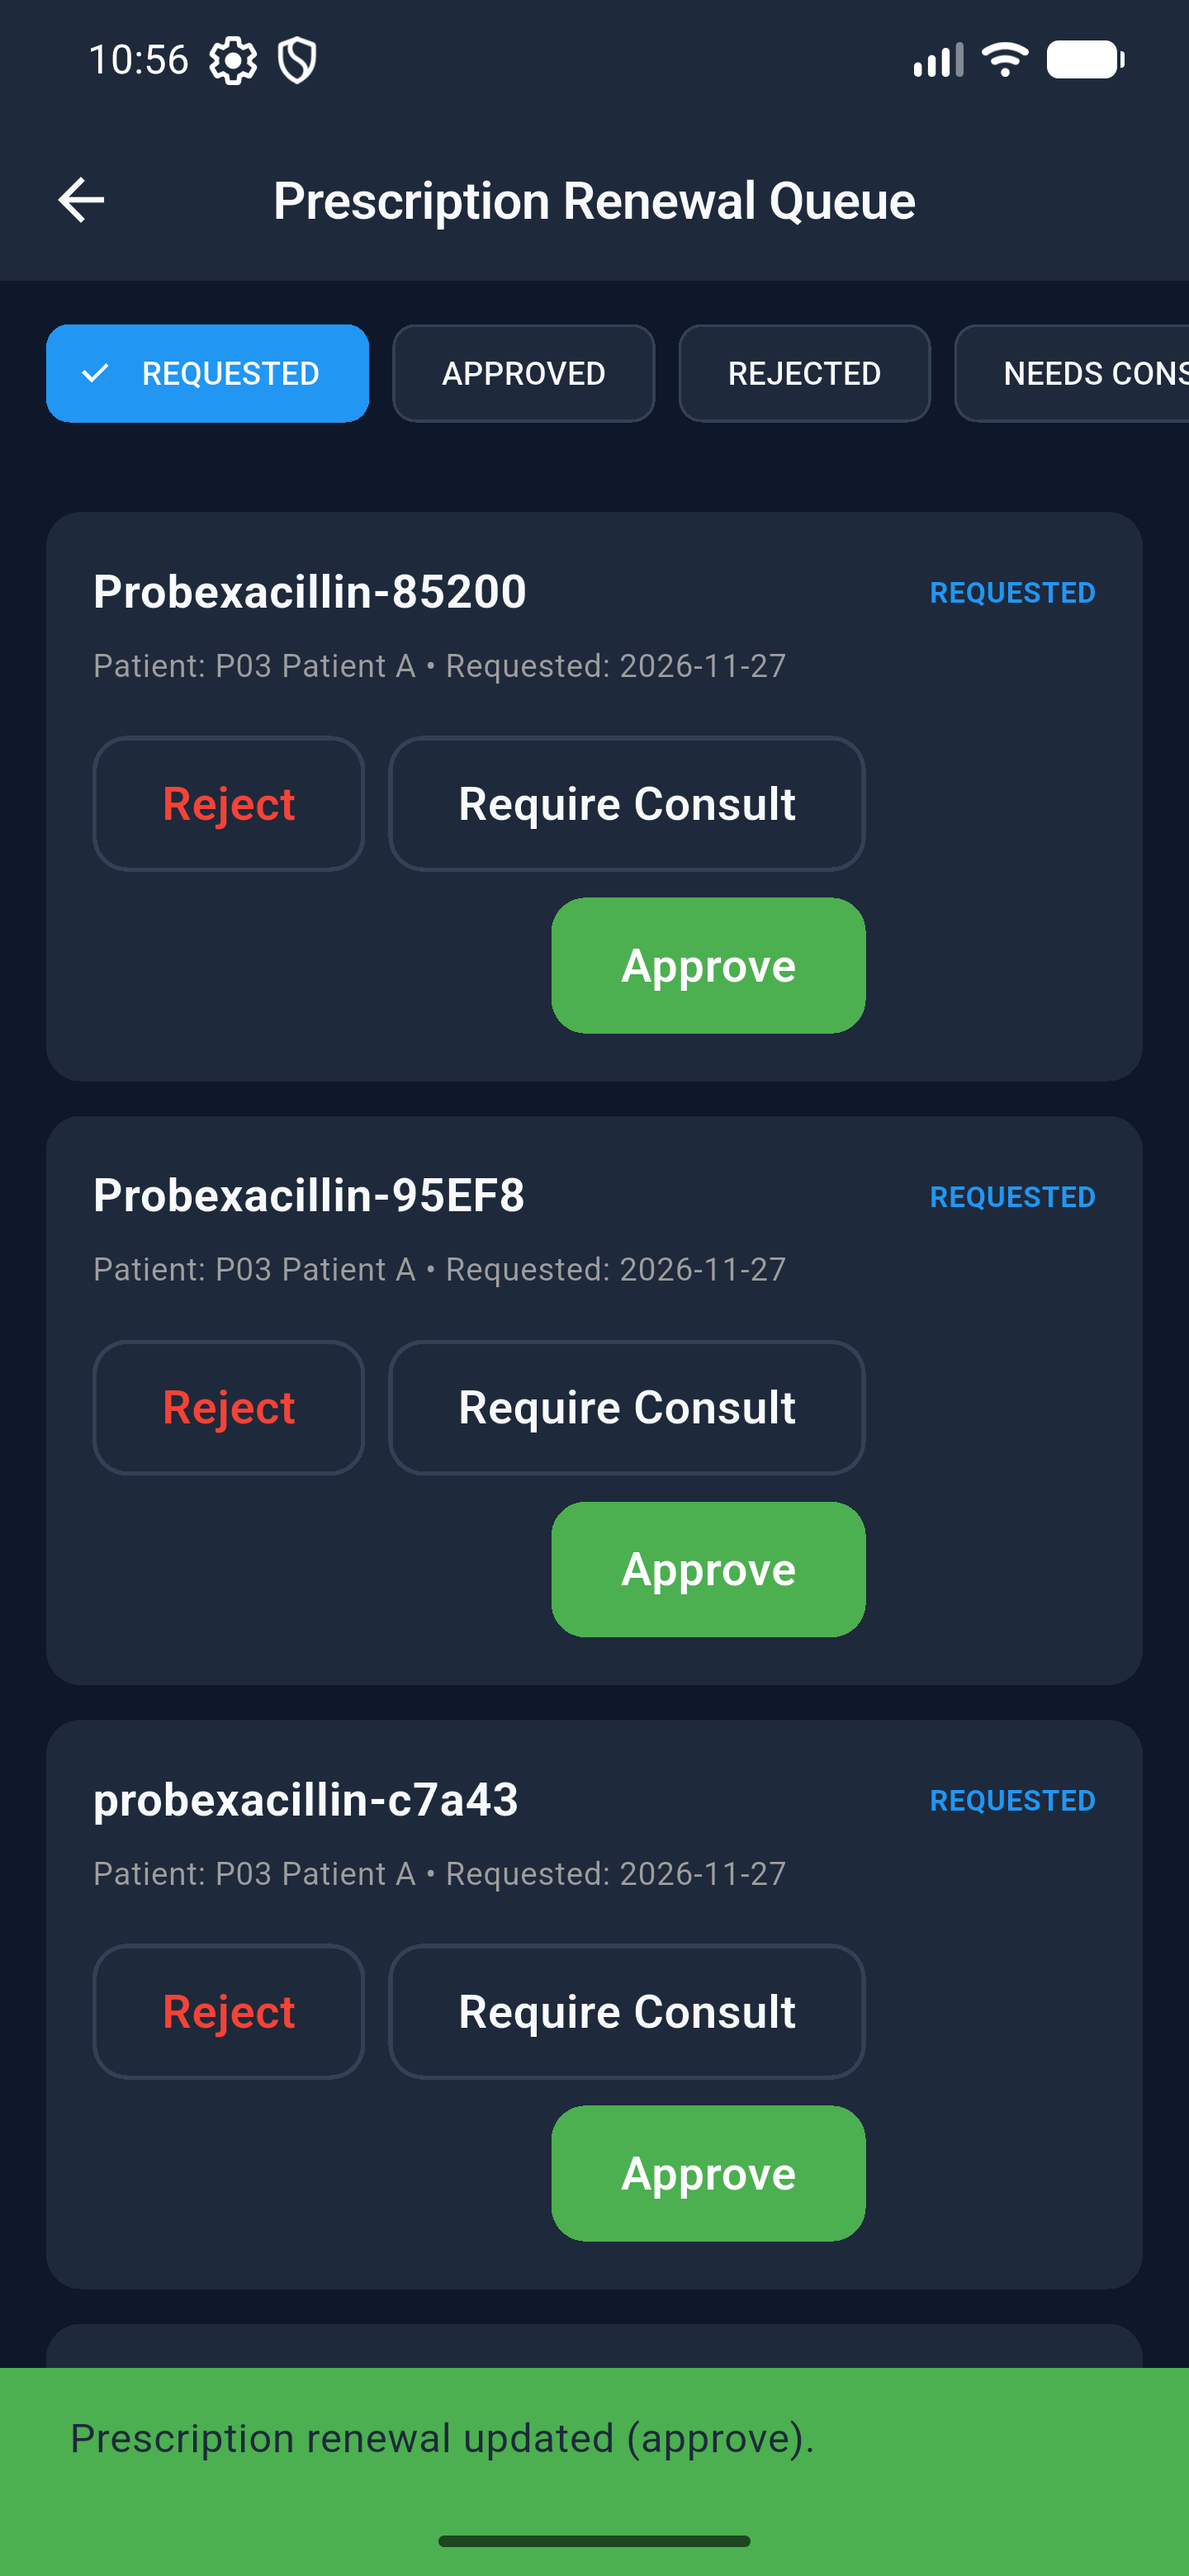 10:56
Prescription Renewal Queue
REQUESTED APPROVED REJECTED NEEDS CONS
Probexacillin-85200 REQUESTED
Patient: P03 Patient A • Requested: 2026-11-27
Reject Require Consult
Approve
Probexacillin-95EF8 REQUESTED
Patient: P03 Patient A • Requested: 2026-11-27
Reject Require Consult
Approve
probexacillin-c7a43 REQUESTED
Patient: P03 Patient A • Requested: 2026-11-27
Reject Require Consult
Approve
Prescription renewal updated (approve).